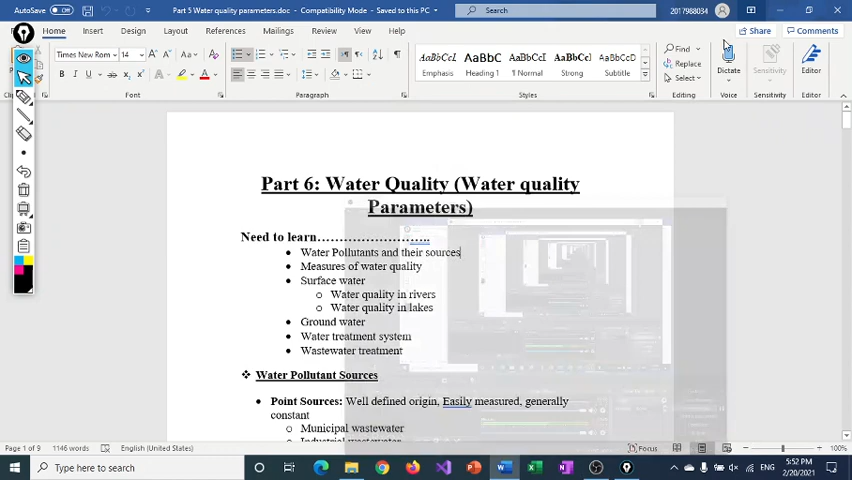 AutoSave Off Part 5 Water quality parameters.doc - Compatibility Mode - Saved to this PC Search 2017988034
Home Insert Design Layout References Mailings Review View Help Share Comments
Times New Rom 14 Find
Replace
Select
Emphasis Heading 1 1 Normal Strong Subtitle Dictate Sensitivity Editor
Font Paragraph Styles Editing Voice Sensitivity Editor
Part 6: Water Quality (Water quality
Parameters)
Need to learn……………………..
• Water Pollutants and their sources
• Measures of water quality
• Surface water
o Water quality in rivers
o Water quality in lakes
• Ground water
• Water treatment system
• Wastewater treatment
❖ Water Pollutant Sources
• Point Sources: Well defined origin, Easily measured, generally
constant
o Municipal wastewater
o Industrial wastewater
Page 1 of 9 1146 words English (United States) Focus 100%
Type here to search ENG 5:52 PM
2/20/2021